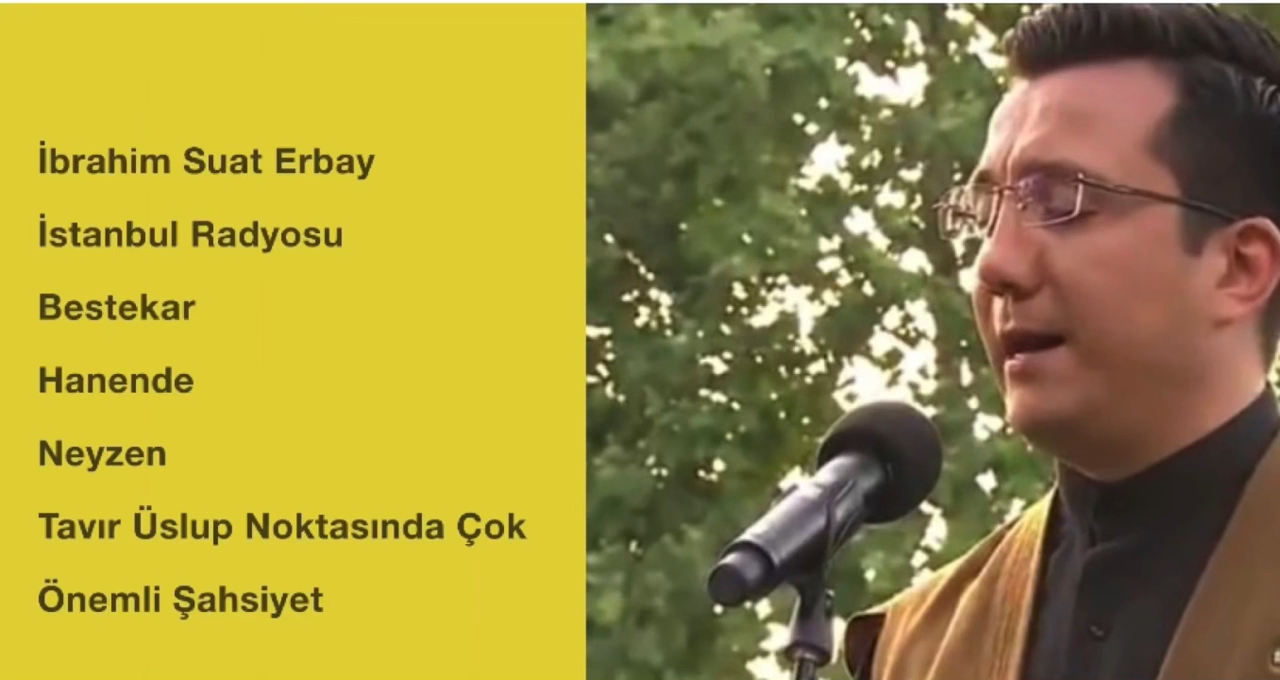 İbrahim Suat Erbay
İstanbul Radyosu
Bestekar
Hanende
Neyzen
Tavır Üslup Noktasında Çok
Önemli Şahsiyet